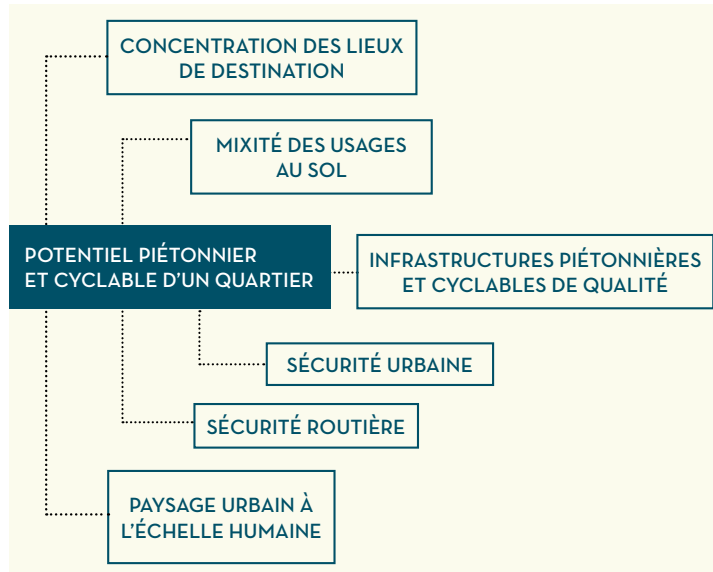 CONCENTRATION DES LIEUX
DE DESTINATION
MIXITÉ DES USAGES
AU SOL
POTENTIEL PIÉTONNIER
ET CYCLABLE D'UN QUARTIER
INFRASTRUCTURES PIÉTONNIÈRES
ET CYCLABLES DE QUALITÉ
SÉCURITÉ URBAINE
SÉCURITÉ ROUTIÈRE
PAYSAGE URBAIN À
L'ÉCHELLE HUMAINE